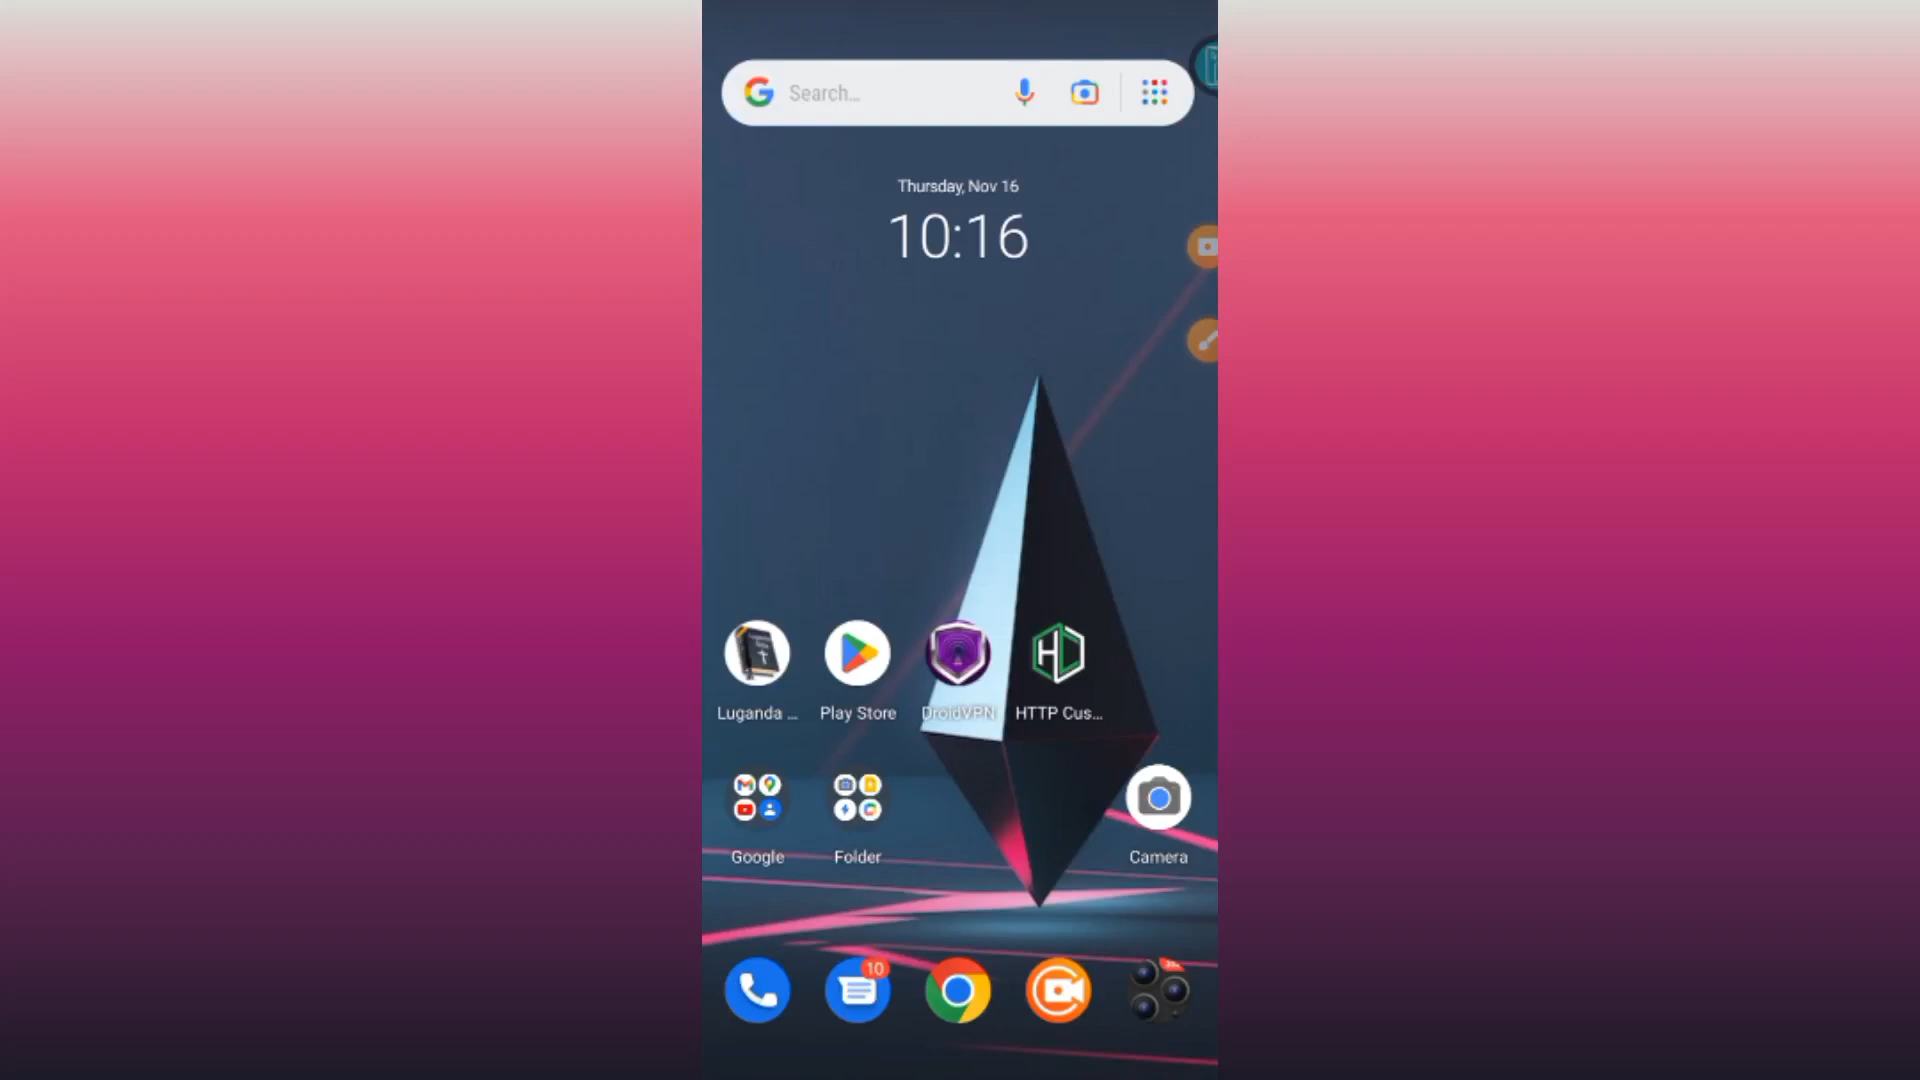 Search...
Thursday, Nov 16
10:16
Luganda ...
Play Store
DroidVPN
HTTP Cus...
Google
Folder
Camera
10